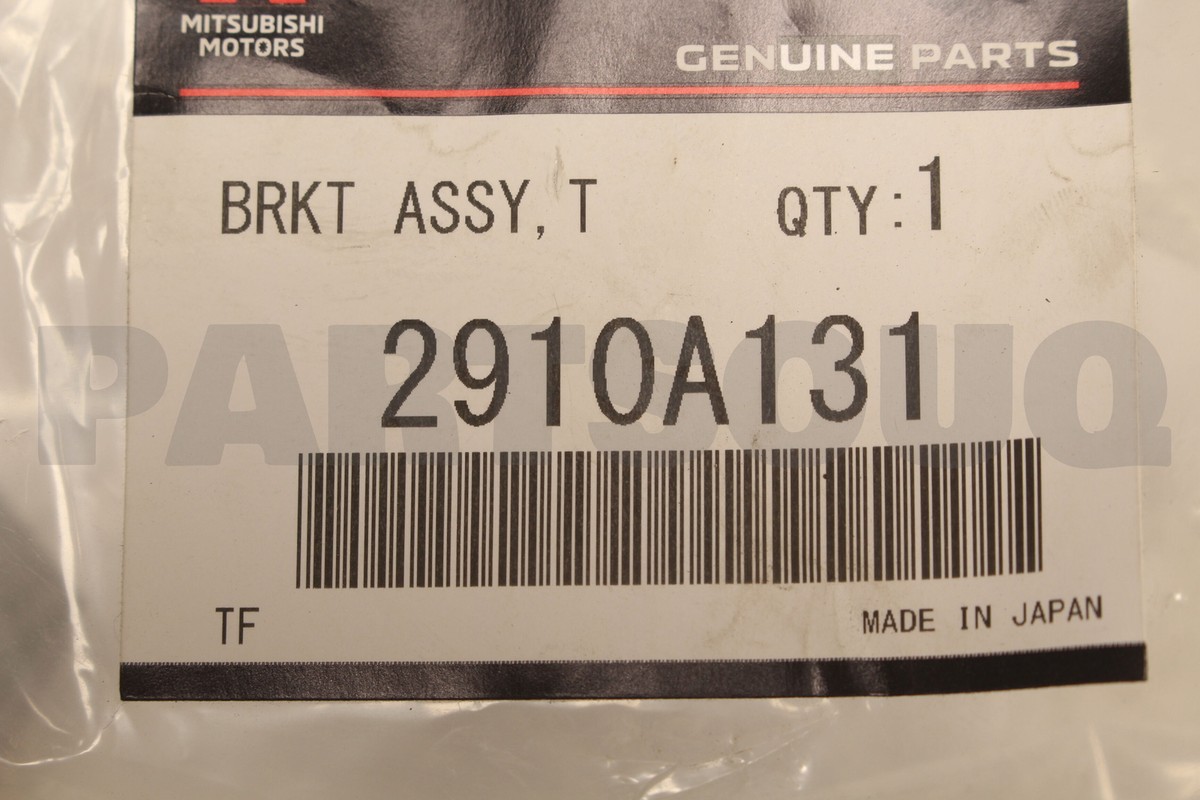 MITSUBISHI
MOTORS
GENUINE PARTS
BRKT ASSY, T QTY:1
2910A131
PARTSOUQ
TF
MADE IN JAPAN